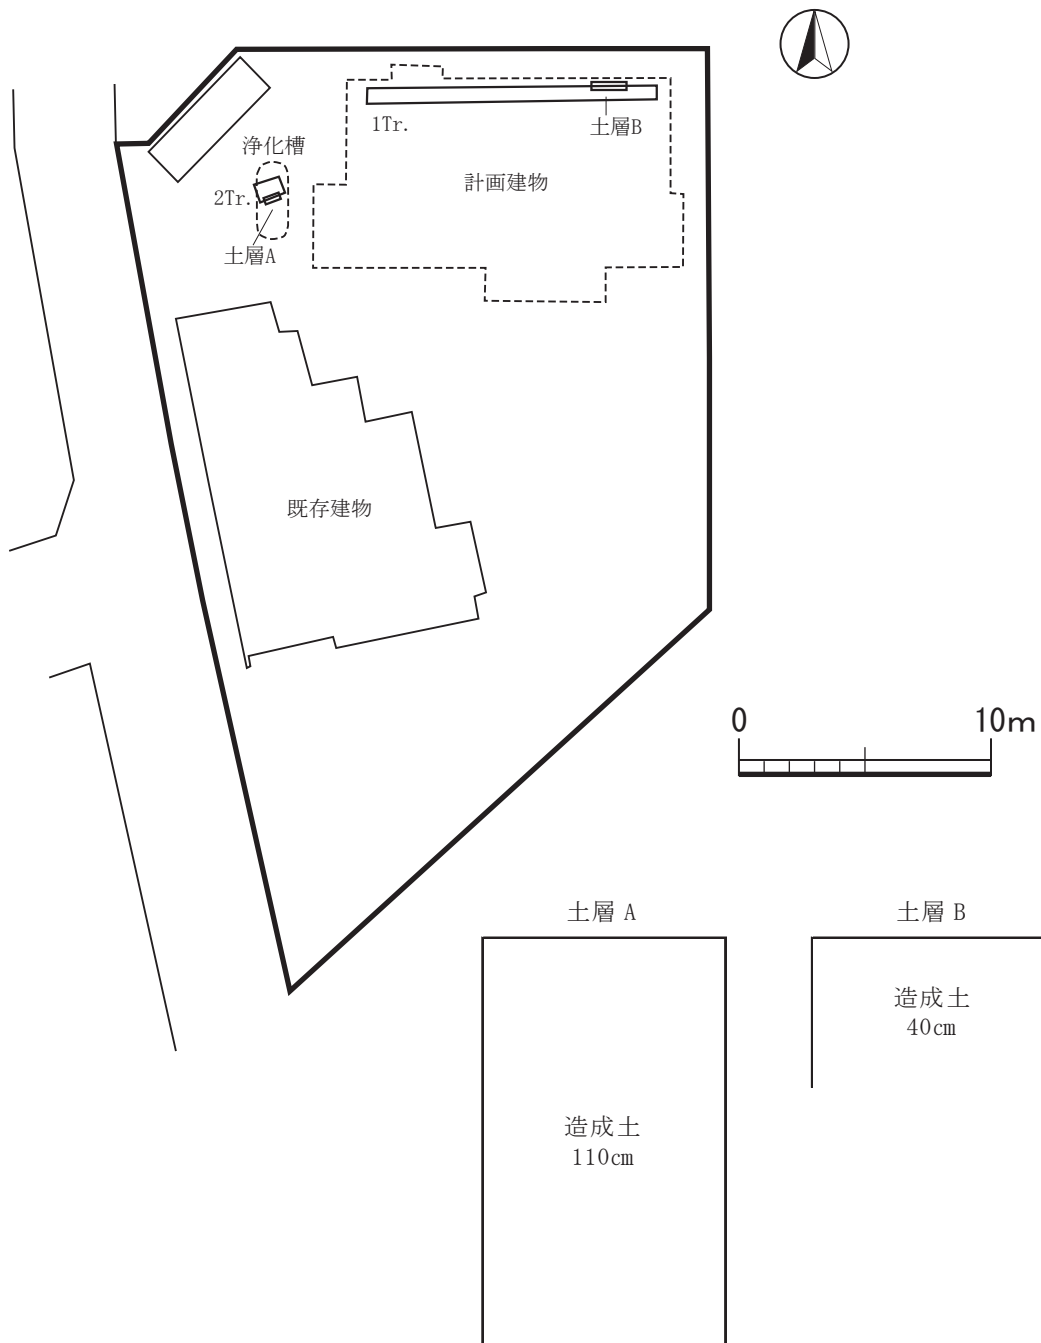 1Tr.
土層B
浄化槽
計画建物
2Tr.
土層A
既存建物
0 10m
土層 A
土層 B
造成土
40cm
造成土
110cm